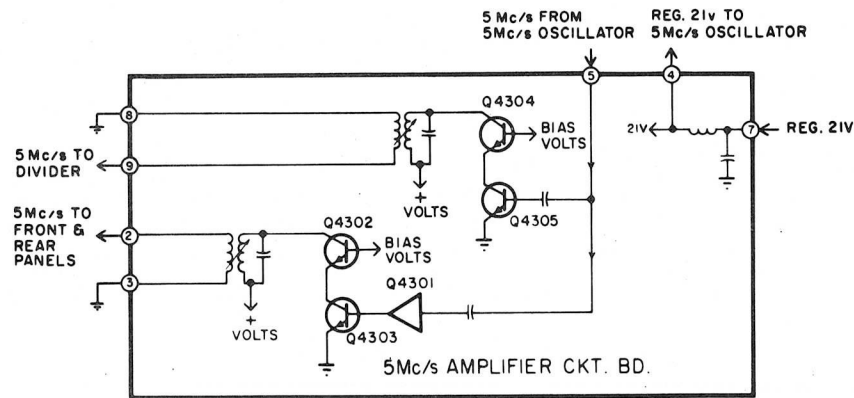 5 Mc/s FROM
5Mc/s OSCILLATOR
REG. 21v TO
5Mc/s OSCILLATOR
5
4
8
Q4304
BIAS
VOLTS
21V
7
REG. 21V
5 Mc/s TO
DIVIDER
9
+
VOLTS
Q4305
5Mc/s TO
FRONT &
REAR
PANELS
2
Q4302
BIAS
VOLTS
Q4301
3
+
VOLTS
Q4303
5Mc/s AMPLIFIER CKT. BD.